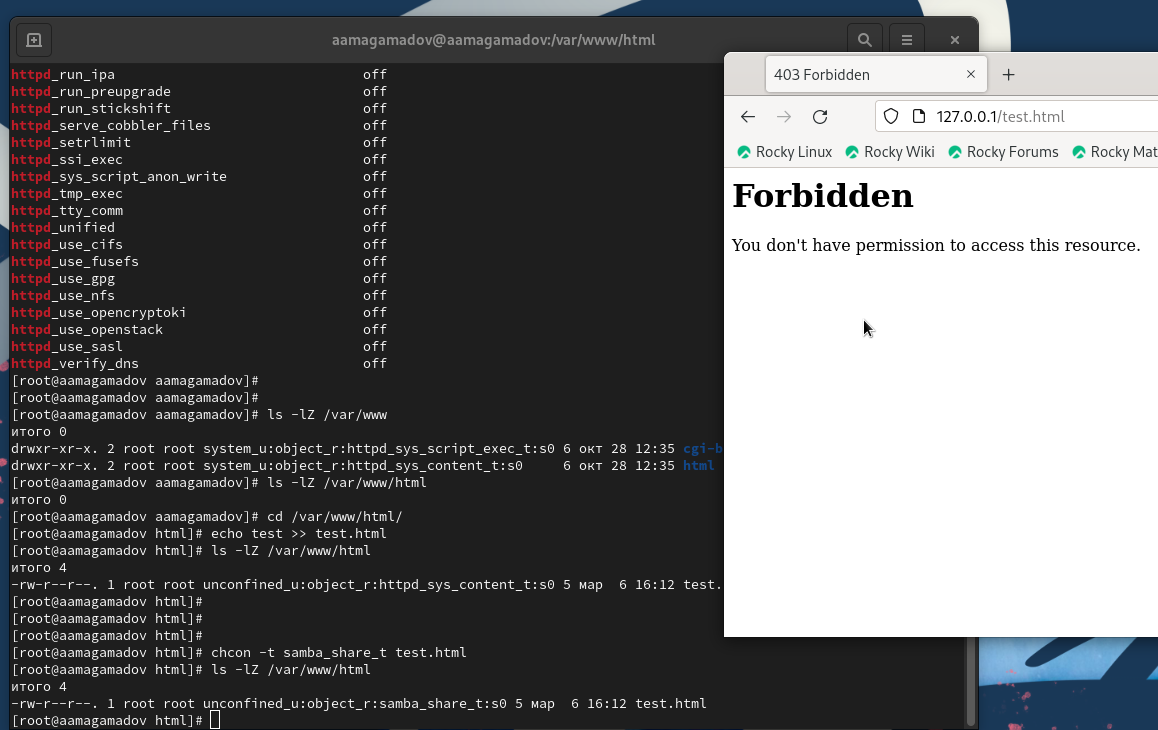 aamagamadov@aamagamadov:/var/www/html
httpd_run_ipa off
httpd_run_preupgrade off
httpd_run_stickshift off
httpd_serve_cobbler_files off
httpd_setrlimit off
httpd_ssi_exec off
httpd_sys_script_anon_write off
httpd_tmp_exec off
httpd_tty_comm off
httpd_unified off
httpd_use_cifs off
httpd_use_fusefs off
httpd_use_gpg off
httpd_use_nfs off
httpd_use_opencryptoki off
httpd_use_openstack off
httpd_use_sasl off
httpd_verify_dns off
[root@aamagamadov aamagamadov]#
[root@aamagamadov aamagamadov]#
[root@aamagamadov aamagamadov]# ls -lZ /var/www
итого 0
drwxr-xr-x. 2 root root system_u:object_r:httpd_sys_script_exec_t:s0 6 окт 28 12:35 cgi-b
drwxr-xr-x. 2 root root system_u:object_r:httpd_sys_content_t:s0 6 окт 28 12:35 html
[root@aamagamadov aamagamadov]# ls -lZ /var/www/html
итого 0
[root@aamagamadov aamagamadov]# cd /var/www/html/
[root@aamagamadov html]# echo test >> test.html
[root@aamagamadov html]# ls -lZ /var/www/html
итого 4
-rw-r--r--. 1 root root unconfined_u:object_r:httpd_sys_content_t:s0 5 мар 6 16:12 test.
[root@aamagamadov html]#
[root@aamagamadov html]#
[root@aamagamadov html]#
[root@aamagamadov html]# chcon -t samba_share_t test.html
[root@aamagamadov html]# ls -lZ /var/www/html
итого 4
-rw-r--r--. 1 root root unconfined_u:object_r:samba_share_t:s0 5 мар 6 16:12 test.html
[root@aamagamadov html]#
403 Forbidden
127.0.0.1/test.html
Rocky Linux Rocky Wiki Rocky Forums Rocky Mat
Forbidden
You don't have permission to access this resource.